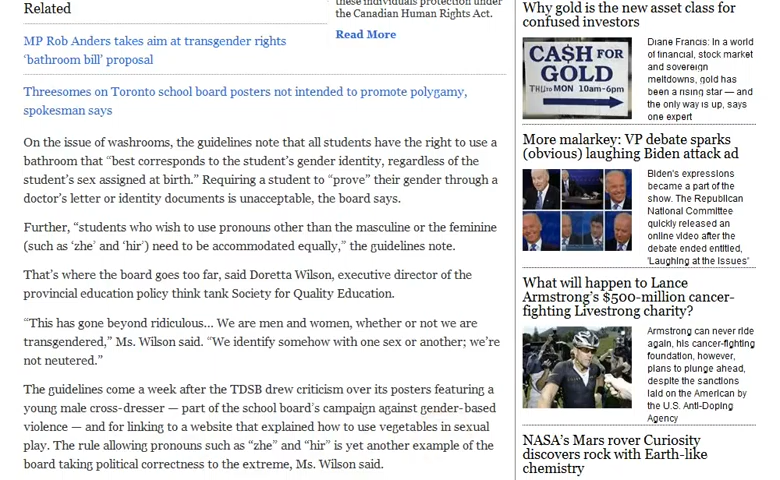 Related
MP Rob Anders takes aim at transgender rights
‘bathroom bill’ proposal
Threesomes on Toronto school board posters not intended to promote polygamy,
spokesman says
these individuals protection under
the Canadian Human Rights Act.
Read More
On the issue of washrooms, the guidelines note that all students have the right to use a
bathroom that “best corresponds to the student’s gender identity, regardless of the
student’s sex assigned at birth.” Requiring a student to “prove” their gender through a
doctor’s letter or identity documents is unacceptable, the board says.
Further, “students who wish to use pronouns other than the masculine or the feminine
(such as ‘zhe’ and ‘hir’) need to be accommodated equally,” the guidelines note.
That’s where the board goes too far, said Doretta Wilson, executive director of the
provincial education policy think tank Society for Quality Education.
“This has gone beyond ridiculous… We are men and women, whether or not we are
transgendered,” Ms. Wilson said. “We identify somehow with one sex or another; we’re
not neutered.”
The guidelines come a week after the TDSB drew criticism over its posters featuring a
young male cross-dresser — part of the school board’s campaign against gender-based
violence — and for linking to a website that explained how to use vegetables in sexual
play. The rule allowing pronouns such as “zhe” and “hir” is yet another example of the
board taking political correctness to the extreme, Ms. Wilson said.
Why gold is the new asset class for
confused investors
CA$H FOR
GOLD
THU to MON 10am-6pm
Diane Francis: In a world
of financial, stock market
and sovereign
meltdowns, gold has
been a rising star — and
the only way is up, says
one expert
More malarkey: VP debate sparks
(obvious) laughing Biden attack ad
Biden's expressions
became a part of the
show. The Republican
National Committee
quickly released an
online video after the
debate ended entitled,
'Laughing at the Issues'
What will happen to Lance
Armstrong’s $500-million cancer-
fighting Livestrong charity?
Armstrong can never ride
again, his cancer-fighting
foundation, however,
plans to plunge ahead,
despite the sanctions
laid on the American by
the U.S. Anti-Doping
Agency
NASA’s Mars rover Curiosity
discovers rock with Earth-like
chemistry